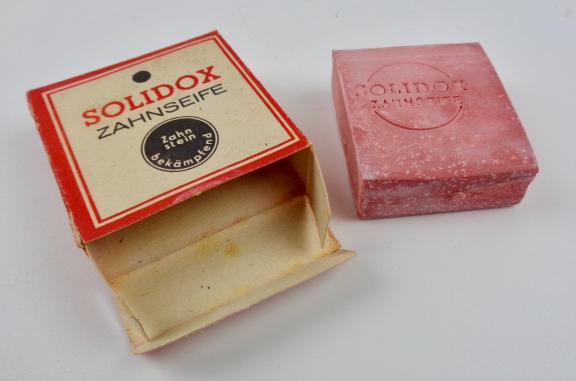 SOLIDOX
ZAHNSEIFE
Zahn
stein
bekämpfend
SOLIDOX
ZAHNSEIFE